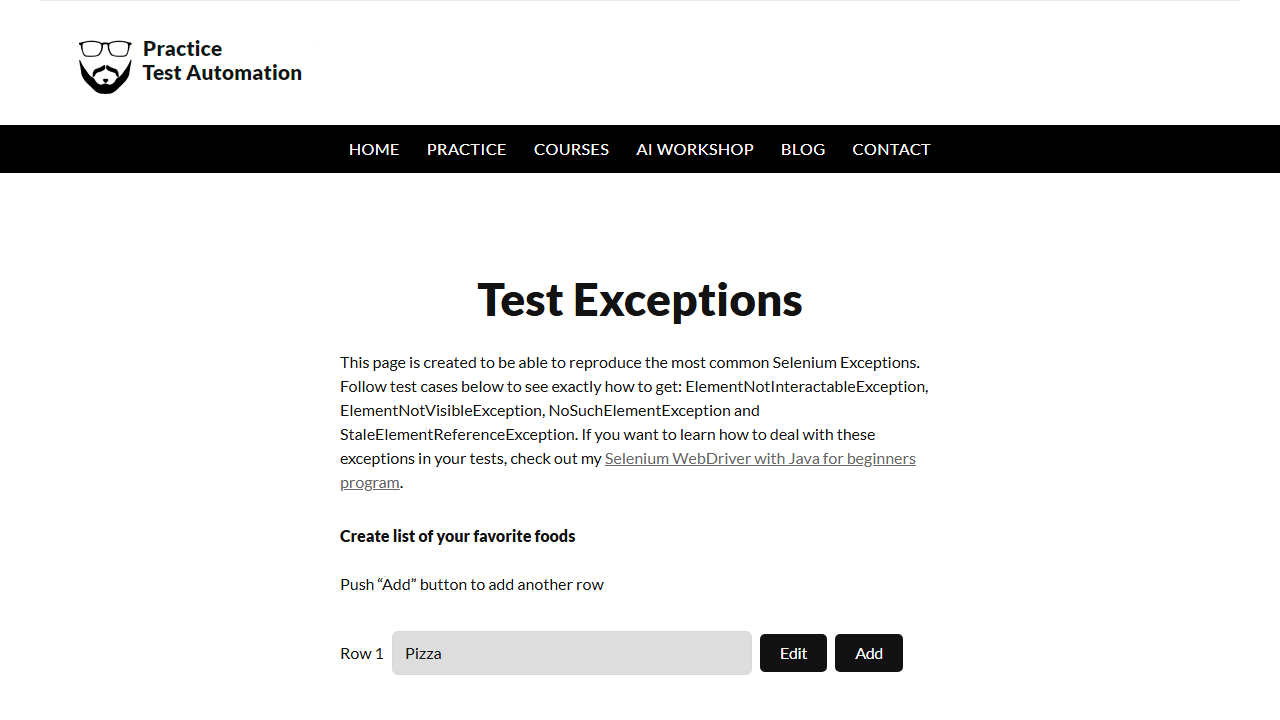 Practice
Test Automation
HOME PRACTICE COURSES AI WORKSHOP BLOG CONTACT
Test Exceptions
This page is created to be able to reproduce the most common Selenium Exceptions.
Follow test cases below to see exactly how to get: ElementNotInteractableException,
ElementNotVisibleException, NoSuchElementException and
StaleElementReferenceException. If you want to learn how to deal with these
exceptions in your tests, check out my Selenium WebDriver with Java for beginners
program.
Create list of your favorite foods
Push “Add” button to add another row
Row 1 Pizza Edit Add